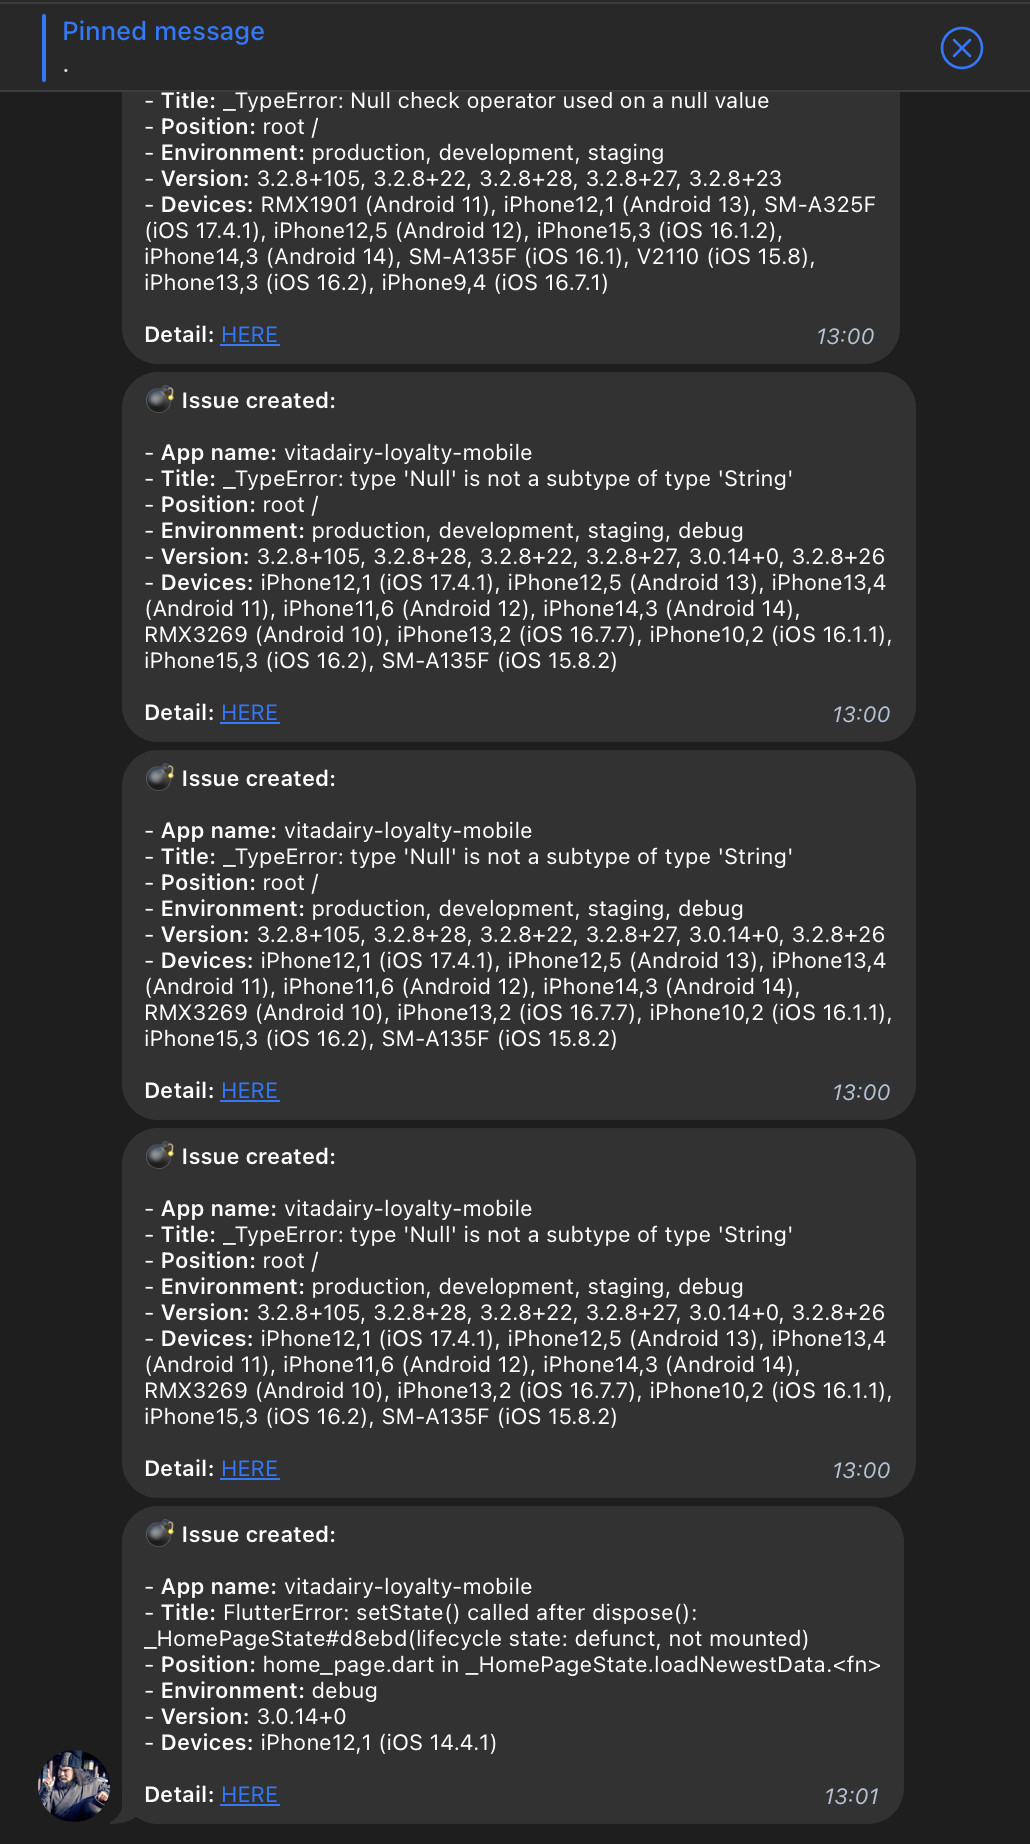 Pinned message
.
- Title: _TypeError: Null check operator used on a null value
- Position: root /
- Environment: production, development, staging
- Version: 3.2.8+105, 3.2.8+22, 3.2.8+28, 3.2.8+27, 3.2.8+23
- Devices: RMX1901 (Android 11), iPhone12,1 (Android 13), SM-A325F
(iOS 17.4.1), iPhone12,5 (Android 12), iPhone15,3 (iOS 16.1.2),
iPhone14,3 (Android 14), SM-A135F (iOS 16.1), V2110 (iOS 15.8),
iPhone13,3 (iOS 16.2), iPhone9,4 (iOS 16.7.1)
Detail: HERE
13:00
Issue created:
- App name: vitadairy-loyalty-mobile
- Title: _TypeError: type 'Null' is not a subtype of type 'String'
- Position: root /
- Environment: production, development, staging, debug
- Version: 3.2.8+105, 3.2.8+28, 3.2.8+22, 3.2.8+27, 3.0.14+0, 3.2.8+26
- Devices: iPhone12,1 (iOS 17.4.1), iPhone12,5 (Android 13), iPhone13,4
(Android 11), iPhone11,6 (Android 12), iPhone14,3 (Android 14),
RMX3269 (Android 10), iPhone13,2 (iOS 16.7.7), iPhone10,2 (iOS 16.1.1),
iPhone15,3 (iOS 16.2), SM-A135F (iOS 15.8.2)
Detail: HERE
13:00
Issue created:
- App name: vitadairy-loyalty-mobile
- Title: _TypeError: type 'Null' is not a subtype of type 'String'
- Position: root /
- Environment: production, development, staging, debug
- Version: 3.2.8+105, 3.2.8+28, 3.2.8+22, 3.2.8+27, 3.0.14+0, 3.2.8+26
- Devices: iPhone12,1 (iOS 17.4.1), iPhone12,5 (Android 13), iPhone13,4
(Android 11), iPhone11,6 (Android 12), iPhone14,3 (Android 14),
RMX3269 (Android 10), iPhone13,2 (iOS 16.7.7), iPhone10,2 (iOS 16.1.1),
iPhone15,3 (iOS 16.2), SM-A135F (iOS 15.8.2)
Detail: HERE
13:00
Issue created:
- App name: vitadairy-loyalty-mobile
- Title: _TypeError: type 'Null' is not a subtype of type 'String'
- Position: root /
- Environment: production, development, staging, debug
- Version: 3.2.8+105, 3.2.8+28, 3.2.8+22, 3.2.8+27, 3.0.14+0, 3.2.8+26
- Devices: iPhone12,1 (iOS 17.4.1), iPhone12,5 (Android 13), iPhone13,4
(Android 11), iPhone11,6 (Android 12), iPhone14,3 (Android 14),
RMX3269 (Android 10), iPhone13,2 (iOS 16.7.7), iPhone10,2 (iOS 16.1.1),
iPhone15,3 (iOS 16.2), SM-A135F (iOS 15.8.2)
Detail: HERE
13:00
Issue created:
- App name: vitadairy-loyalty-mobile
- Title: FlutterError: setState() called after dispose():
_HomePageState#d8ebd(lifecycle state: defunct, not mounted)
- Position: home_page.dart in _HomePageState.loadNewestData.<fn>
- Environment: debug
- Version: 3.0.14+0
- Devices: iPhone12,1 (iOS 14.4.1)
Detail: HERE
13:01